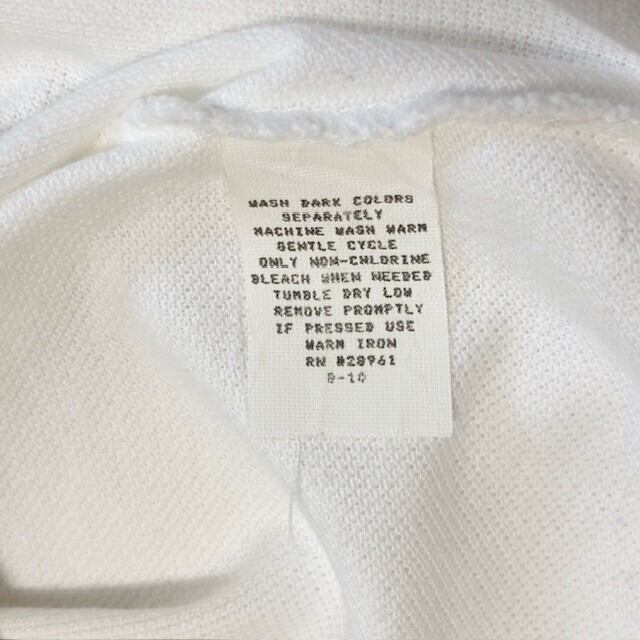 WASH DARK COLORS
SEPARATELY
MACHINE WASH WARM
GENTLE CYCLE
ONLY NON-CHLORINE
BLEACH WHEN NEEDED
TUMBLE DRY LOW
REMOVE PROMPTLY
IF PRESSED USE
WARM IRON
RN #28961
8-10